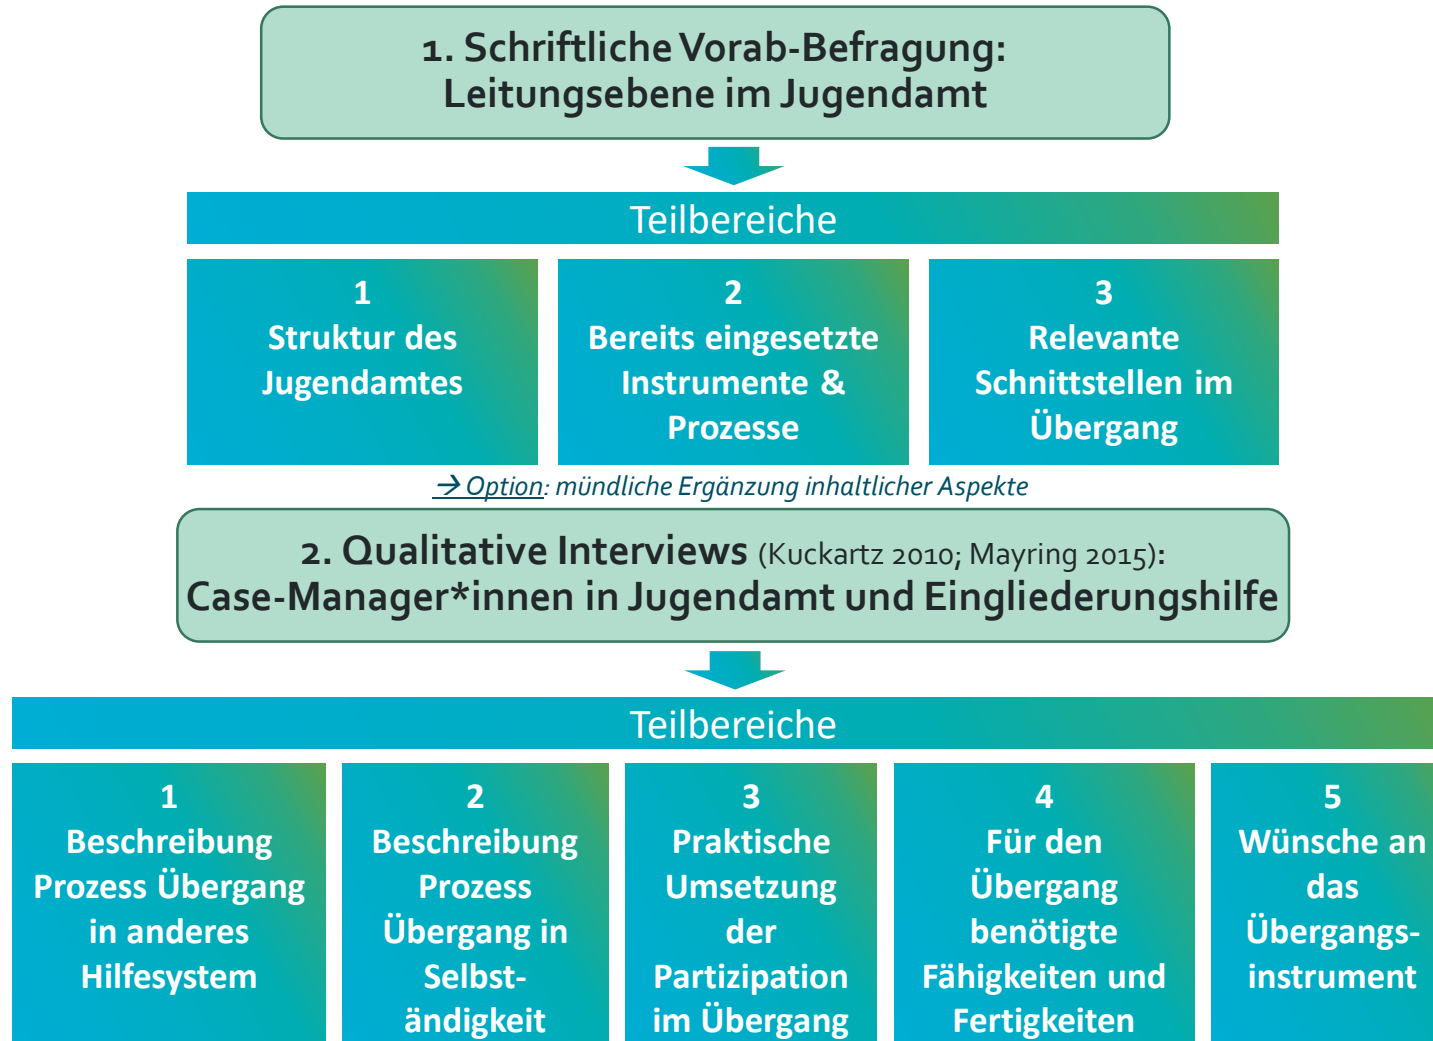 1. Schriftliche Vorab-Befragung:
Leitungsebene im Jugendamt
Teilbereiche
1
Struktur des
Jugendamtes
2
Bereits eingesetzte
Instrumente &
Prozesse
3
Relevante
Schnittstellen im
Übergang
→ Option: mündliche Ergänzung inhaltlicher Aspekte
2. Qualitative Interviews (Kuckartz 2010; Mayring 2015):
Case-Manager*innen in Jugendamt und Eingliederungshilfe
Teilbereiche
1
Beschreibung
Prozess Übergang
in anderes
Hilfesystem
2
Beschreibung
Prozess
Übergang in
Selbst-
ändigkeit
3
Praktische
Umsetzung
der
Partizipation
im Übergang
4
Für den
Übergang
benötigte
Fähigkeiten und
Fertigkeiten
5
Wünsche an
das
Übergangs-
instrument